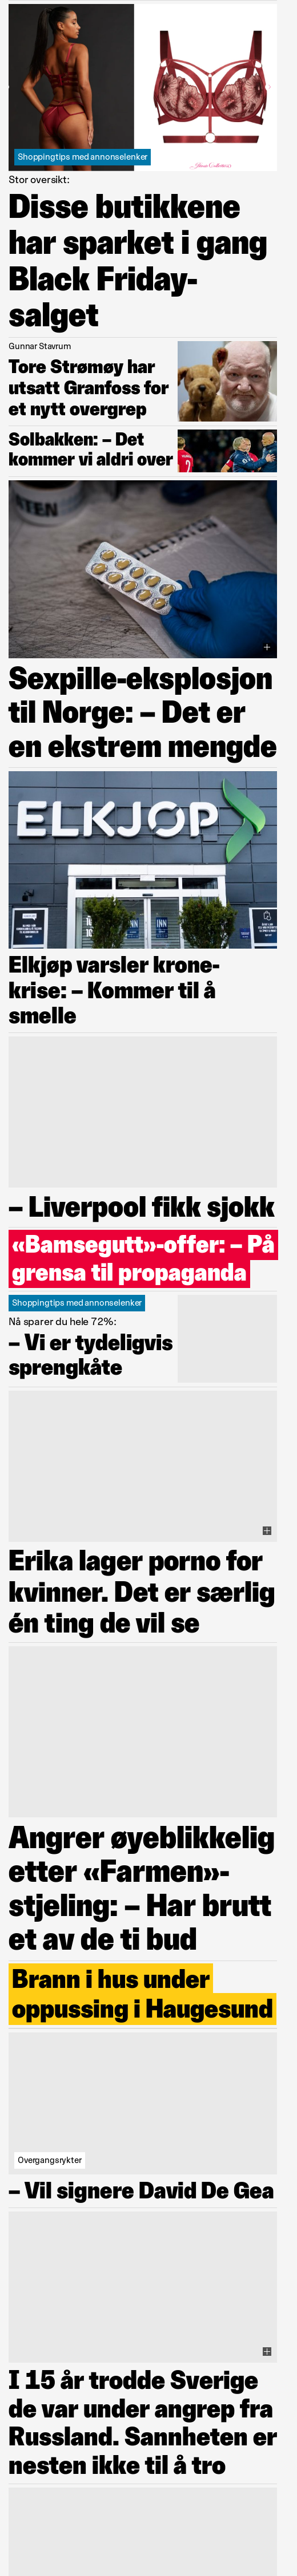 Shoppingtips med annonselenker
Stor oversikt:
Disse butikkene
har sparket i gang
Black Friday-
salget
Gunnar Stavrum
Tore Strømøy har
utsatt Granfoss for
et nytt overgrep
Solbakken: – Det
kommer vi aldri over
Sexpille-eksplosjon
til Norge: – Det er
en ekstrem mengde
ELKJØP
Elkjøp varsler krone-
krise: – Kommer til å
smelle
– Liverpool fikk sjokk
«Bamsegutt»-offer: – På
grensa til propaganda
Shoppingtips med annonselenker
Nå sparer du hele 72%:
– Vi er tydeligvis
sprengkåte
Erika lager porno for
kvinner. Det er særlig
én ting de vil se
Angrer øyeblikkelig
etter «Farmen»-
stjeling: – Har brutt
et av de ti bud
Brann i hus under
oppussing i Haugesund
Overgangsrykter
– Vil signere David De Gea
I 15 år trodde Sverige
de var under angrep fra
Russland. Sannheten er
nesten ikke til å tro